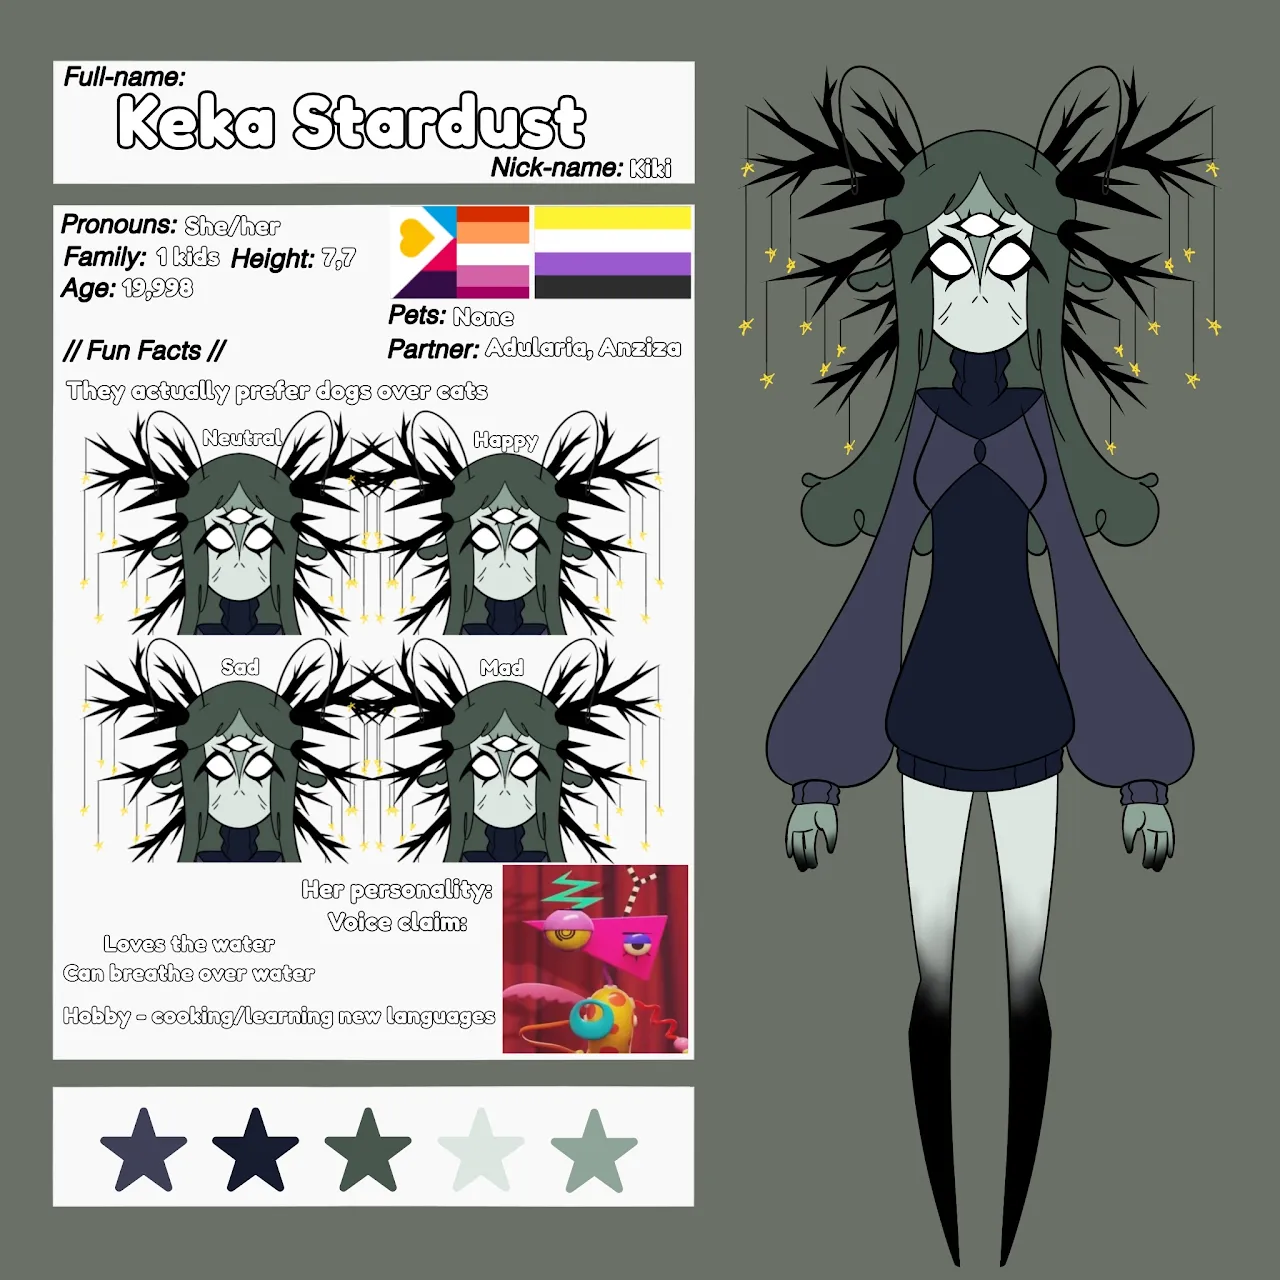 Full-name:
Keka Stardust
Nick-name: Kiki
Pronouns: She/her
Family: 1 kids Height: 7,7
Age: 19,998
Pets: None
Partner: Adularia, Anziza
// Fun Facts //
They actually prefer dogs over cats
Neutral
Happy
Sad
Mad
Her personality:
Voice claim:
Loves the water
Can breathe over water
Hobby - cooking/learning new languages